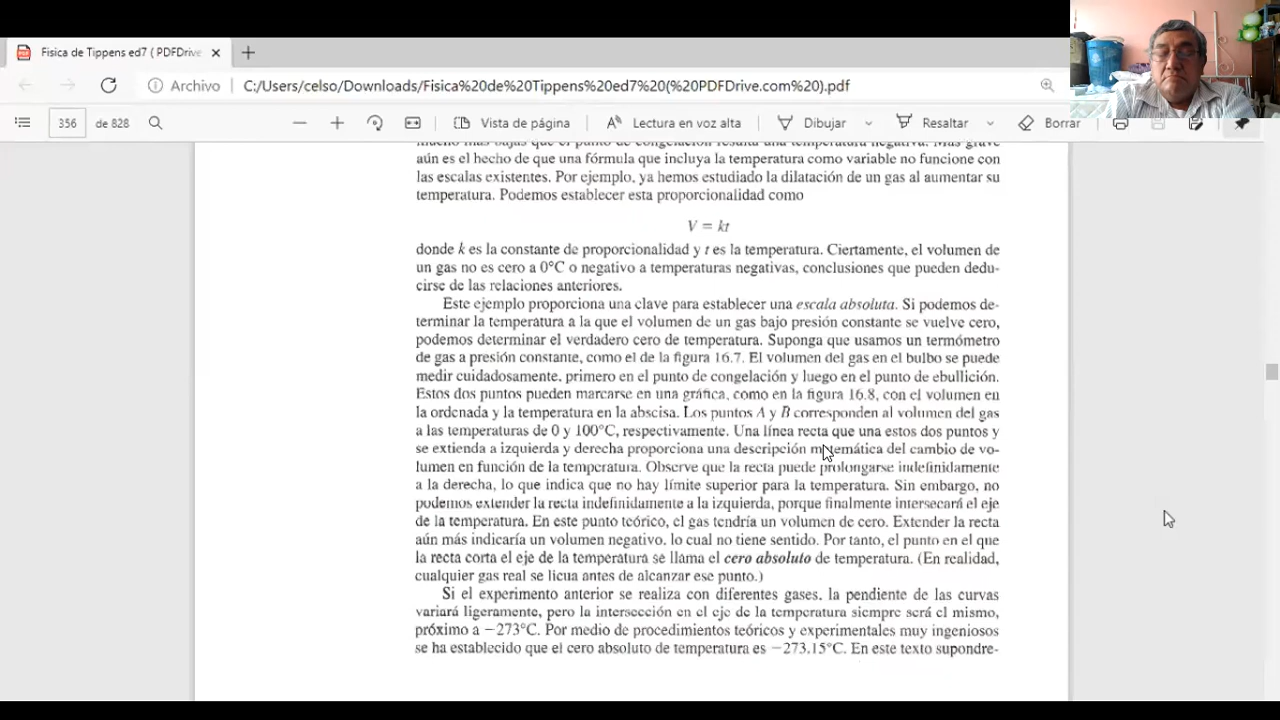 Fisica de Tippens ed7 ( PDFDrive
Archivo
C:/Users/celso/Downloads/Fisica%20de%20Tippens%20ed7%20(%20PDFDrive.com%20).pdf
356
de 828
Vista de página
Lectura en voz alta
Dibujar
Resaltar
Borrar
mucho más bajas que el punto de congelación resulta una temperatura negativa. Más grave
aún es el hecho de que una fórmula que incluya la temperatura como variable no funcione con
las escalas existentes. Por ejemplo, ya hemos estudiado la dilatación de un gas al aumentar su
temperatura. Podemos establecer esta proporcionalidad como
V = kt
donde k es la constante de proporcionalidad y t es la temperatura. Ciertamente, el volumen de
un gas no es cero a 0°C o negativo a temperaturas negativas, conclusiones que pueden dedu-
cirse de las relaciones anteriores.
Este ejemplo proporciona una clave para establecer una escala absoluta. Si podemos de-
terminar la temperatura a la que el volumen de un gas bajo presión constante se vuelve cero,
podemos determinar el verdadero cero de temperatura. Suponga que usamos un termómetro
de gas a presión constante, como el de la figura 16.7. El volumen del gas en el bulbo se puede
medir cuidadosamente, primero en el punto de congelación y luego en el punto de ebullición.
Estos dos puntos pueden marcarse en una gráfica, como en la figura 16.8, con el volumen en
la ordenada y la temperatura en la abscisa. Los puntos A y B corresponden al volumen del gas
a las temperaturas de 0 y 100°C, respectivamente. Una línea recta que una estos dos puntos y
se extienda a izquierda y derecha proporciona una descripción matemática del cambio de vo-
lumen en función de la temperatura. Observe que la recta puede prolongarse indefinidamente
a la derecha, lo que indica que no hay límite superior para la temperatura. Sin embargo, no
podemos extender la recta indefinidamente a la izquierda, porque finalmente intersecará el eje
de la temperatura. En este punto teórico, el gas tendría un volumen de cero. Extender la recta
aún más indicaría un volumen negativo, lo cual no tiene sentido. Por tanto, el punto en el que
la recta corta el eje de la temperatura se llama el cero absoluto de temperatura. (En realidad,
cualquier gas real se licua antes de alcanzar ese punto.)
Si el experimento anterior se realiza con diferentes gases, la pendiente de las curvas
variará ligeramente, pero la intersección en el eje de la temperatura siempre será el mismo,
próximo a −273°C. Por medio de procedimientos teóricos y experimentales muy ingeniosos
se ha establecido que el cero absoluto de temperatura es −273.15°C. En este texto supondre-